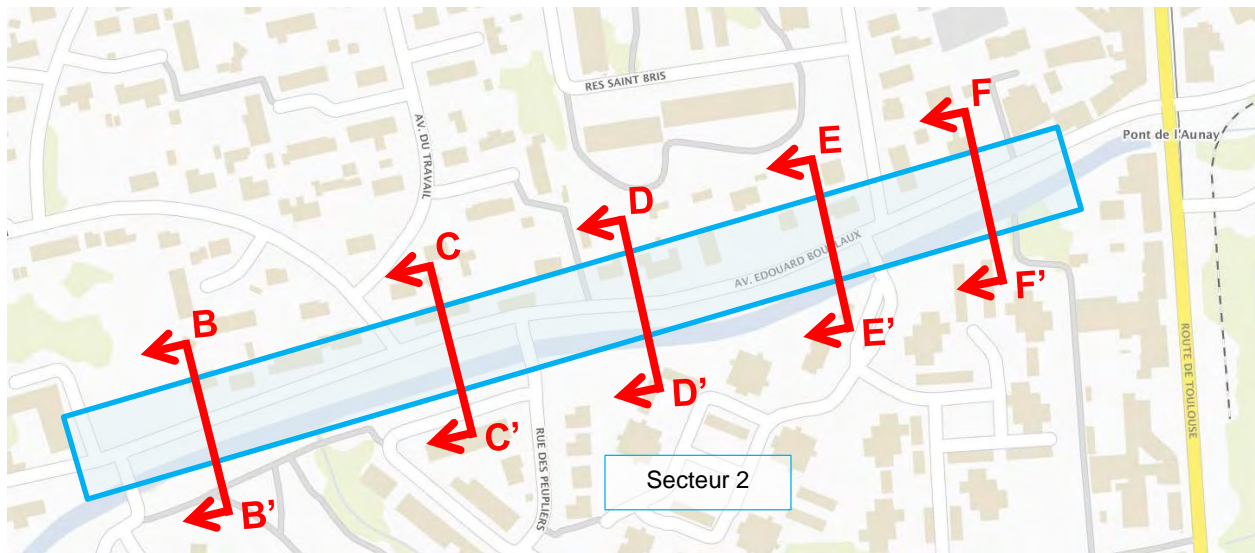 RES SAINT BRIS
F
Pont de l'Aunay
AV. DU TRAVAIL
E
D
AV. EDOUARD BOURLAUX
C
F'
B
E'
ROUTE DE TOULOUSE
D'
C'
RUE DES PEUPLIERS
Secteur 2
B'